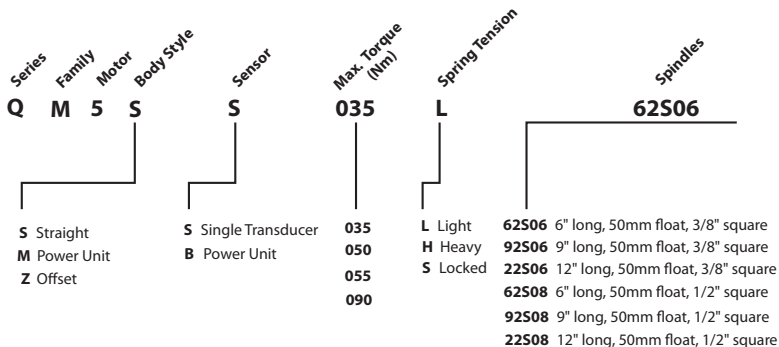 Series Family Motor Body Style Sensor Max. Torque (Nm) Spring Tension Spindles
Q M 5 S S 035 L 62S06
S Straight
M Power Unit
Z Offset
S Single Transducer
B Power Unit
035
050
055
090
L Light
H Heavy
S Locked
62S06 6" long, 50mm float, 3/8" square
92S06 9" long, 50mm float, 3/8" square
22S06 12" long, 50mm float, 3/8" square
62S08 6" long, 50mm float, 1/2" square
92S08 9" long, 50mm float, 1/2" square
22S08 12" long, 50mm float, 1/2" square